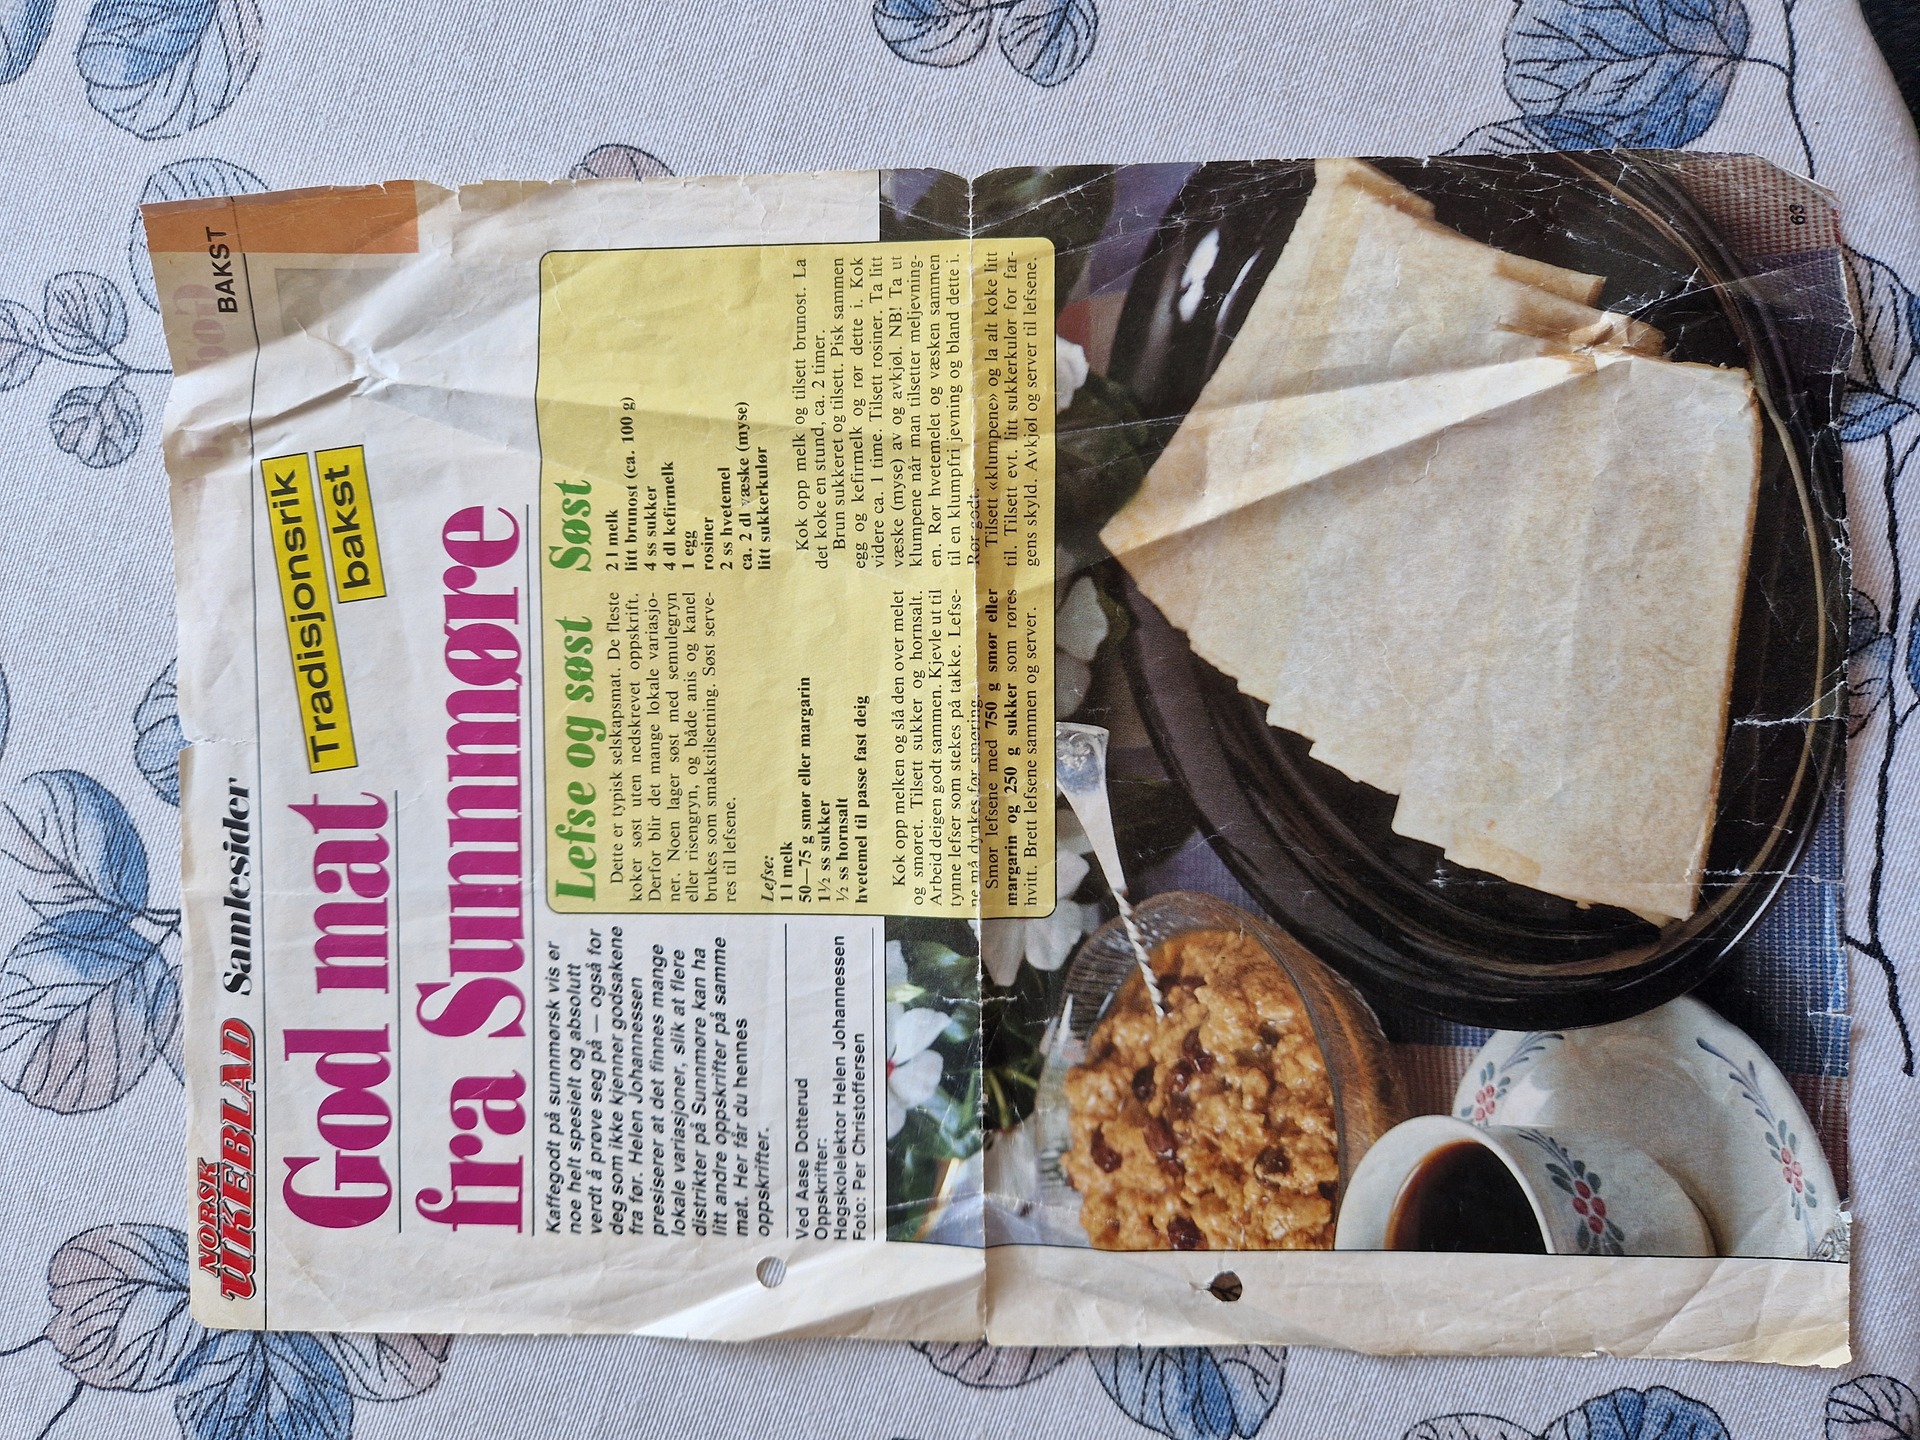 NORSK
UKEBLAD Samlesider
BAKST
God mat
fra Sunnmøre
Tradisjonsrik
bakst
Kaffegodt på sunnmørsk vis er
noe helt spesielt og absolutt
verdt å prøve seg på — også for
deg som ikke kjenner godsakene
fra før. Helen Johannessen
presiserer at det finnes mange
lokale variasjoner, slik at flere
distrikter på Sunnmøre kan ha
litt andre oppskrifter på samme
mat. Her får du hennes
oppskrifter.
Ved Aase Dotterud
Oppskrifter:
Høgskolelektor Helen Johannessen
Foto: Per Christoffersen
Lefse og søst
Dette er typisk selskapsmat. De fleste
koker søst uten nedskrevet oppskrift.
Derfor blir det mange lokale variasjo-
ner. Noen lager søst med semulegryn
eller risengryn, og både anis og kanel
brukes som smakstilsetning. Søst serve-
res til lefsene.
Lefse:
1 l melk
50—75 g smør eller margarin
1½ ss sukker
½ ss hornsalt
hvetemel til passe fast deig
Kok opp melken og slå den over melet
og smøret. Tilsett sukker og hornsalt.
Arbeid deigen godt sammen. Kjevle ut til
tynne lefser som stekes på takke. Lefse-
ne må dynkes før smøring.
Smør lefsene med 750 g smør eller
margarin og 250 g sukker som røres
hvitt. Brett lefsene sammen og server.
Søst
2 l melk
litt brunost (ca. 100 g)
4 ss sukker
4 dl kefirmelk
1 egg
rosiner
2 ss hvetemel
ca. 2 dl væske (myse)
litt sukkerkulør
Kok opp melk og tilsett brunost. La
det koke en stund, ca. 2 timer.
Brun sukkeret og tilsett. Pisk sammen
egg og kefirmelk og rør dette i. Kok
videre ca. 1 time. Tilsett rosiner. Ta litt
væske (myse) av og avkjøl. NB! Ta ut
klumpene når man tilsetter meljevning-
en. Rør hvetemelet og væsken sammen
til en klumpfri jevning og bland dette i.
Rør godt.
Tilsett «klumpene» og la alt koke litt
til. Tilsett evt. litt sukkerkulør for far-
gens skyld. Avkjøl og server til lefsene.
63